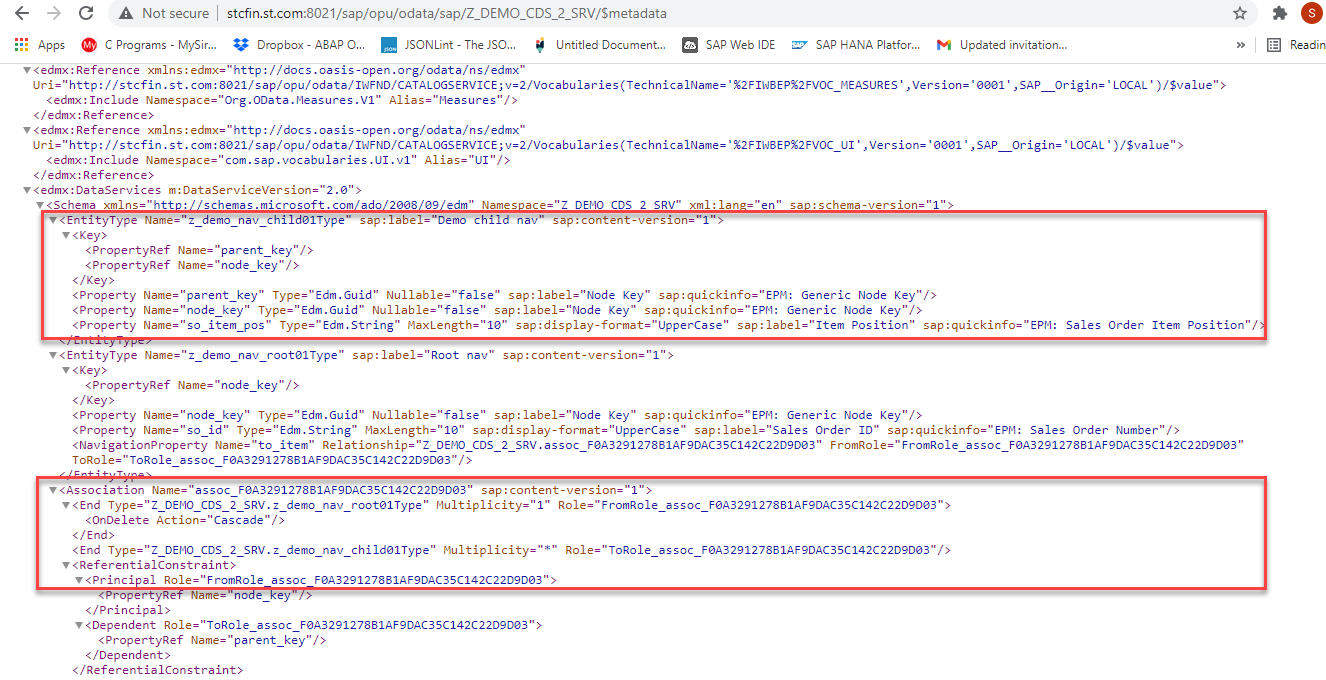 Not secure | stcfin.st.com:8021/sap/opu/odata/sap/Z_DEMO_CDS_2_SRV/$metadata
S
Apps My C Programs - MySir... Dropbox - ABAP O... JSONLint - The JSO... Untitled Document... SAP Web IDE SAP HANA Platfor... Updated invitation... » Readin
▼<edmx:Reference xmlns:edmx="http://docs.oasis-open.org/odata/ns/edmx"
Uri="http://stcfin.st.com:8021/sap/opu/odata/IWFND/CATALOGSERVICE;v=2/Vocabularies(TechnicalName='%2FIWBEP%2FVOC_MEASURES',Version='0001',SAP__Origin='LOCAL')/$value">
<edmx:Include Namespace="Org.OData.Measures.V1" Alias="Measures"/>
</edmx:Reference>
▼<edmx:Reference xmlns:edmx="http://docs.oasis-open.org/odata/ns/edmx"
Uri="http://stcfin.st.com:8021/sap/opu/odata/IWFND/CATALOGSERVICE;v=2/Vocabularies(TechnicalName='%2FIWBEP%2FVOC_UI',Version='0001',SAP__Origin='LOCAL')/$value">
<edmx:Include Namespace="com.sap.vocabularies.UI.v1" Alias="UI"/>
</edmx:Reference>
▼<edmx:DataServices m:DataServiceVersion="2.0">
▼<Schema xmlns="http://schemas.microsoft.com/ado/2008/09/edm" Namespace="Z_DEMO_CDS_2_SRV" xml:lang="en" sap:schema-version="1">
▼<EntityType Name="z_demo_nav_child01Type" sap:label="Demo child nav" sap:content-version="1">
▼<Key>
<PropertyRef Name="parent_key"/>
<PropertyRef Name="node_key"/>
</Key>
<Property Name="parent_key" Type="Edm.Guid" Nullable="false" sap:label="Node Key" sap:quickinfo="EPM: Generic Node Key"/>
<Property Name="node_key" Type="Edm.Guid" Nullable="false" sap:label="Node Key" sap:quickinfo="EPM: Generic Node Key"/>
<Property Name="so_item_pos" Type="Edm.String" MaxLength="10" sap:display-format="UpperCase" sap:label="Item Position" sap:quickinfo="EPM: Sales Order Item Position"/>
</EntityType>
▼<EntityType Name="z_demo_nav_root01Type" sap:label="Root nav" sap:content-version="1">
▼<Key>
<PropertyRef Name="node_key"/>
</Key>
<Property Name="node_key" Type="Edm.Guid" Nullable="false" sap:label="Node Key" sap:quickinfo="EPM: Generic Node Key"/>
<Property Name="so_id" Type="Edm.String" MaxLength="10" sap:display-format="UpperCase" sap:label="Sales Order ID" sap:quickinfo="EPM: Sales Order Number"/>
<NavigationProperty Name="to_item" Relationship="Z_DEMO_CDS_2_SRV.assoc_F0A3291278B1AF9DAC35C142C22D9D03" FromRole="FromRole_assoc_F0A3291278B1AF9DAC35C142C22D9D03"
ToRole="ToRole_assoc_F0A3291278B1AF9DAC35C142C22D9D03"/>
</EntityType>
▼<Association Name="assoc_F0A3291278B1AF9DAC35C142C22D9D03" sap:content-version="1">
▼<End Type="Z_DEMO_CDS_2_SRV.z_demo_nav_root01Type" Multiplicity="1" Role="FromRole_assoc_F0A3291278B1AF9DAC35C142C22D9D03">
<OnDelete Action="Cascade"/>
</End>
<End Type="Z_DEMO_CDS_2_SRV.z_demo_nav_child01Type" Multiplicity="*" Role="ToRole_assoc_F0A3291278B1AF9DAC35C142C22D9D03"/>
▼<ReferentialConstraint>
▼<Principal Role="FromRole_assoc_F0A3291278B1AF9DAC35C142C22D9D03">
<PropertyRef Name="node_key"/>
</Principal>
▼<Dependent Role="ToRole_assoc_F0A3291278B1AF9DAC35C142C22D9D03">
<PropertyRef Name="parent_key"/>
</Dependent>
</ReferentialConstraint>